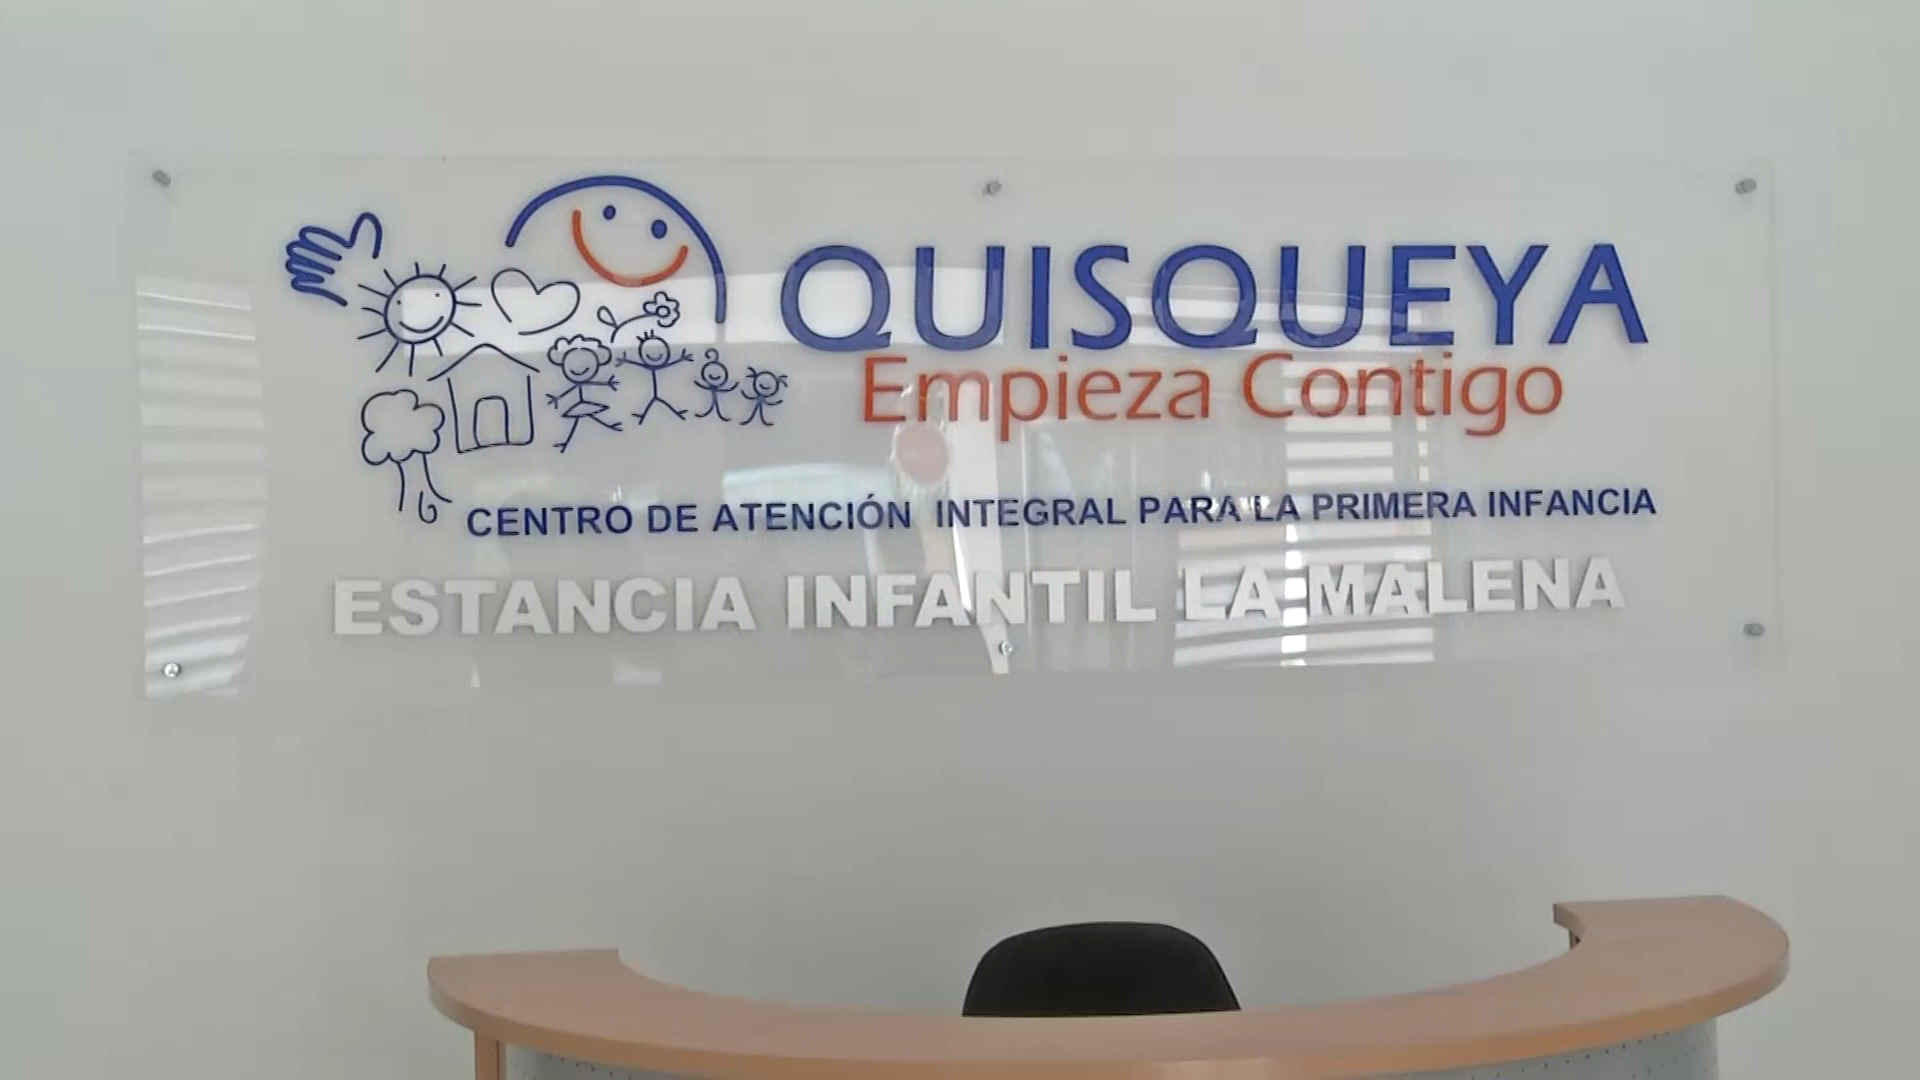 QUISQUEYA
Empieza Contigo
CENTRO DE ATENCIÓN INTEGRAL PARA LA PRIMERA INFANCIA
ESTANCIA INFANTIL LA MALENA